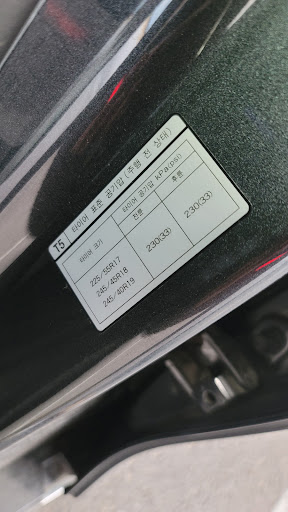 T5 타이어 표준 공기압 (주행 전 상태)
타이어 크기 타이어 공기압 kPa(psi)
전륜 후륜
225/55R17
245/45R18
245/40R19
230(33) 230(33)